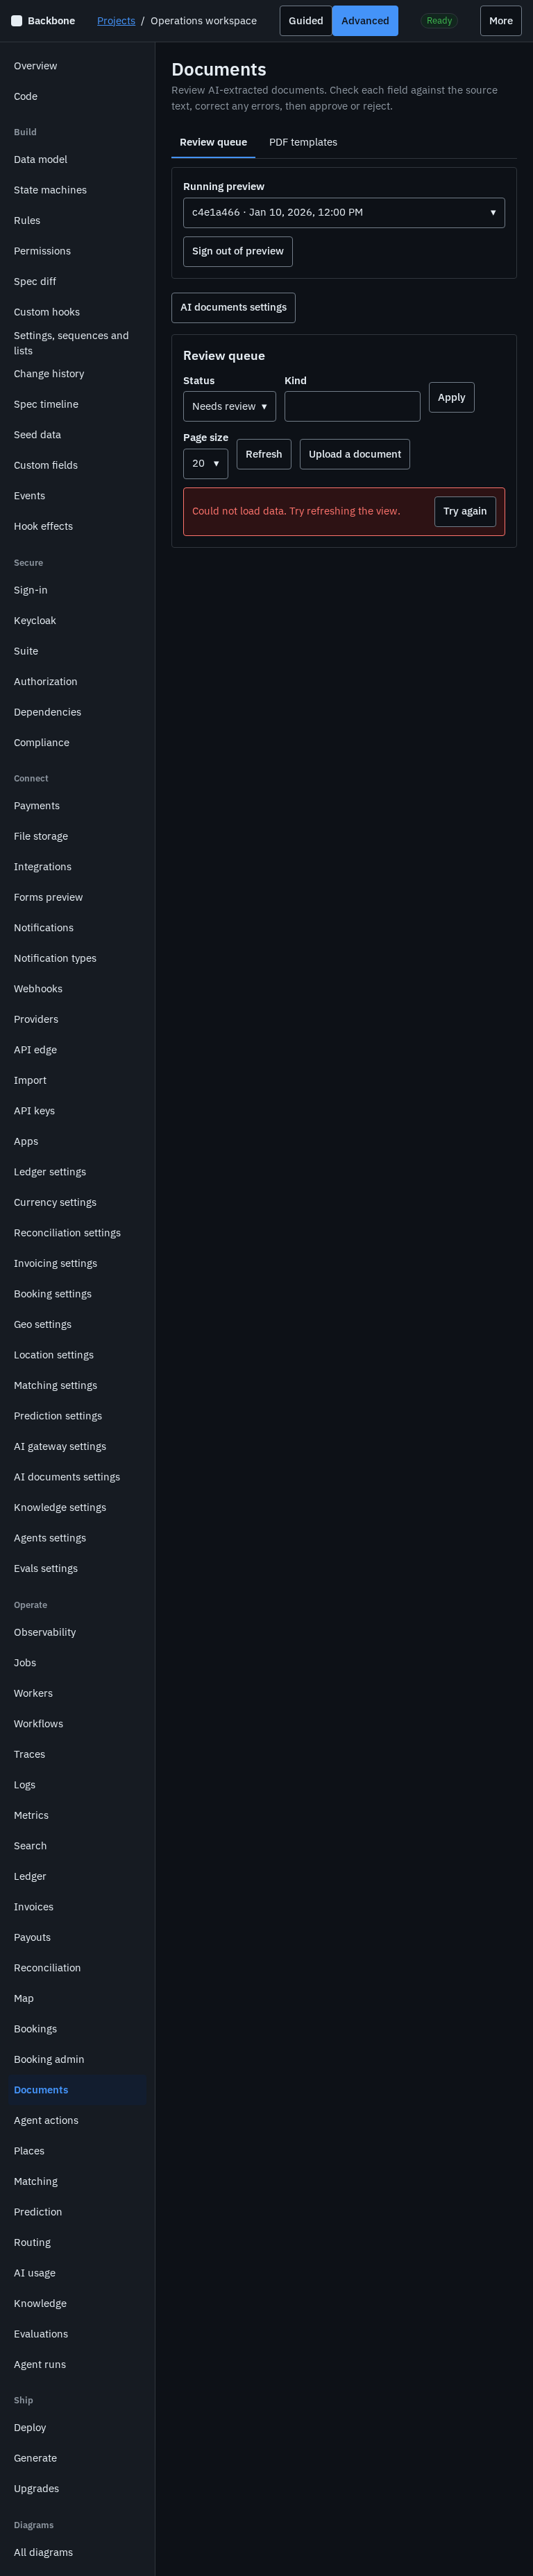 Backbone
Projects / Operations workspace
Guided
Advanced
Ready
More
Overview
Code
Build
Data model
State machines
Rules
Permissions
Spec diff
Custom hooks
Settings, sequences and
lists
Change history
Spec timeline
Seed data
Custom fields
Events
Hook effects
Secure
Sign-in
Keycloak
Suite
Authorization
Dependencies
Compliance
Connect
Payments
File storage
Integrations
Forms preview
Notifications
Notification types
Webhooks
Providers
API edge
Import
API keys
Apps
Ledger settings
Currency settings
Reconciliation settings
Invoicing settings
Booking settings
Geo settings
Location settings
Matching settings
Prediction settings
AI gateway settings
AI documents settings
Knowledge settings
Agents settings
Evals settings
Operate
Observability
Jobs
Workers
Workflows
Traces
Logs
Metrics
Search
Ledger
Invoices
Payouts
Reconciliation
Map
Bookings
Booking admin
Documents
Agent actions
Places
Matching
Prediction
Routing
AI usage
Knowledge
Evaluations
Agent runs
Ship
Deploy
Generate
Upgrades
Diagrams
All diagrams
Documents
Review AI-extracted documents. Check each field against the source
text, correct any errors, then approve or reject.
Review queue
PDF templates
Running preview
c4e1a466 · Jan 10, 2026, 12:00 PM
Sign out of preview
AI documents settings
Review queue
Status
Kind
Needs review
Apply
Page size
20
Refresh
Upload a document
Could not load data. Try refreshing the view.
Try again